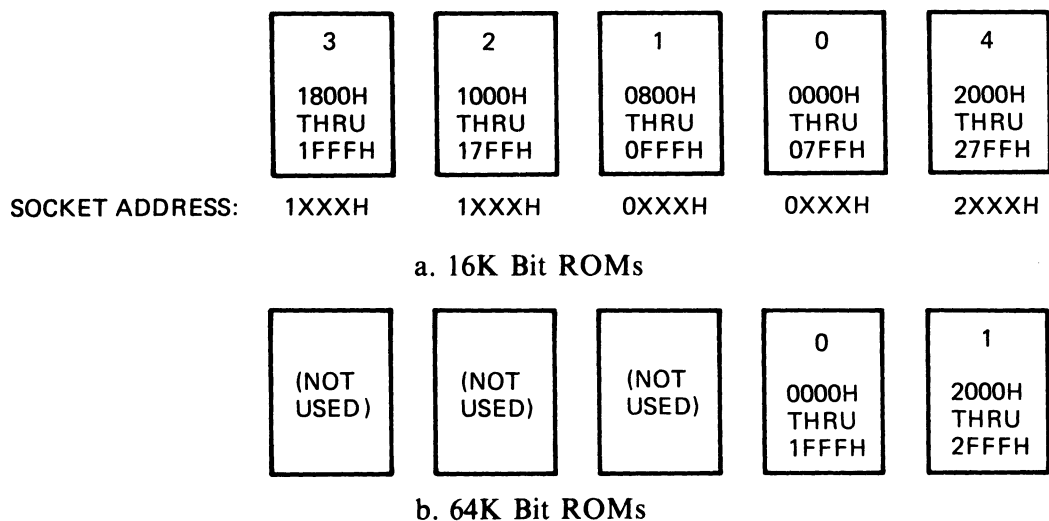 3 2 1 0 4
1800H 1000H 0800H 0000H 2000H
THRU THRU THRU THRU THRU
1FFFH 17FFH 0FFFH 07FFH 27FFH
SOCKET ADDRESS: 1XXXH 1XXXH 0XXXH 0XXXH 2XXXH
a. 16K Bit ROMs
(NOT USED)
(NOT USED)
(NOT USED)
0
0000H
THRU
1FFFH
1
2000H
THRU
2FFFH
b. 64K Bit ROMs